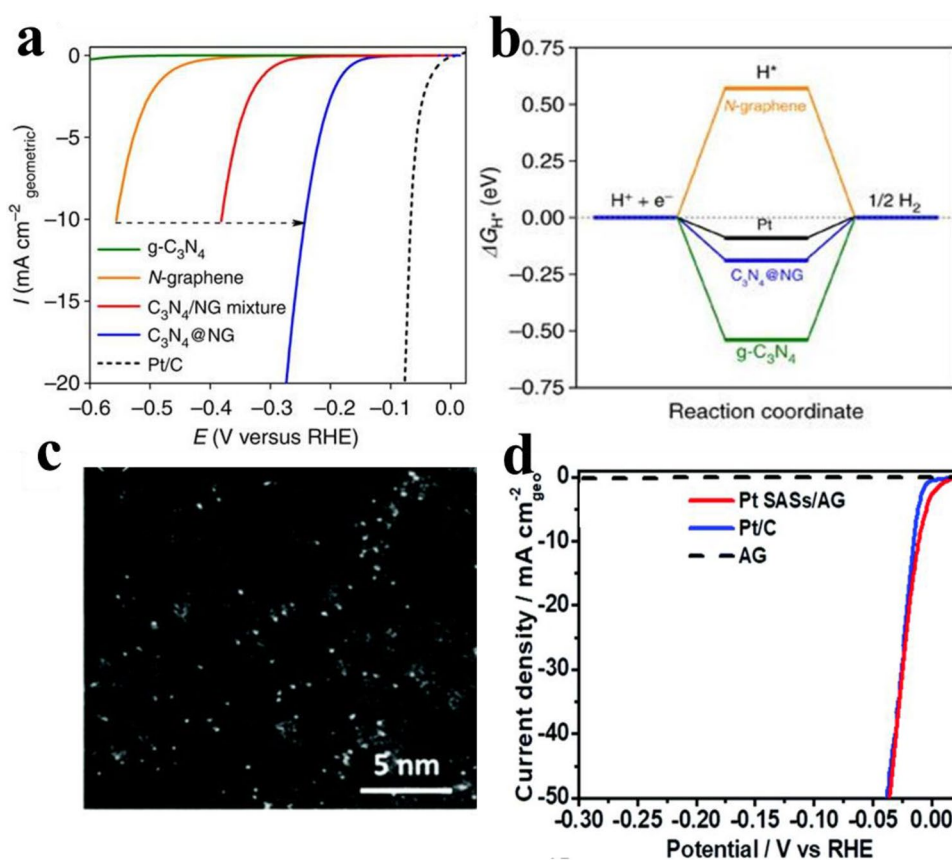 a
I (mA cm⁻² geometric)
0
−5
−10
−15
−20
g-C₃N₄
N-graphene
C₃N₄/NG mixture
C₃N₄@NG
Pt/C
−0.6 −0.5 −0.4 −0.3 −0.2 −0.1 0.0
E (V versus RHE)
b
ΔG_H* (eV)
0.75
0.50
0.25
0.00
−0.25
−0.50
−0.75
H*
N-graphene
H⁺ + e⁻
1/2 H₂
Pt
C₃N₄@NG
g-C₃N₄
Reaction coordinate
c
5 nm
d
Current density / mA cm⁻²geo
0
-10
-20
-30
-40
-50
Pt SASs/AG
Pt/C
AG
-0.30 -0.25 -0.20 -0.15 -0.10 -0.05 0.00
Potential / V vs RHE